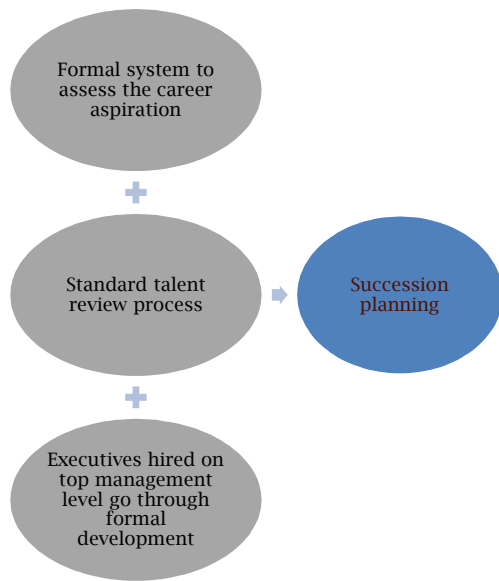 Formal system to
assess the career
aspiration
Standard talent
review process
Succession
planning
Executives hired on
top management
level go through
formal
development